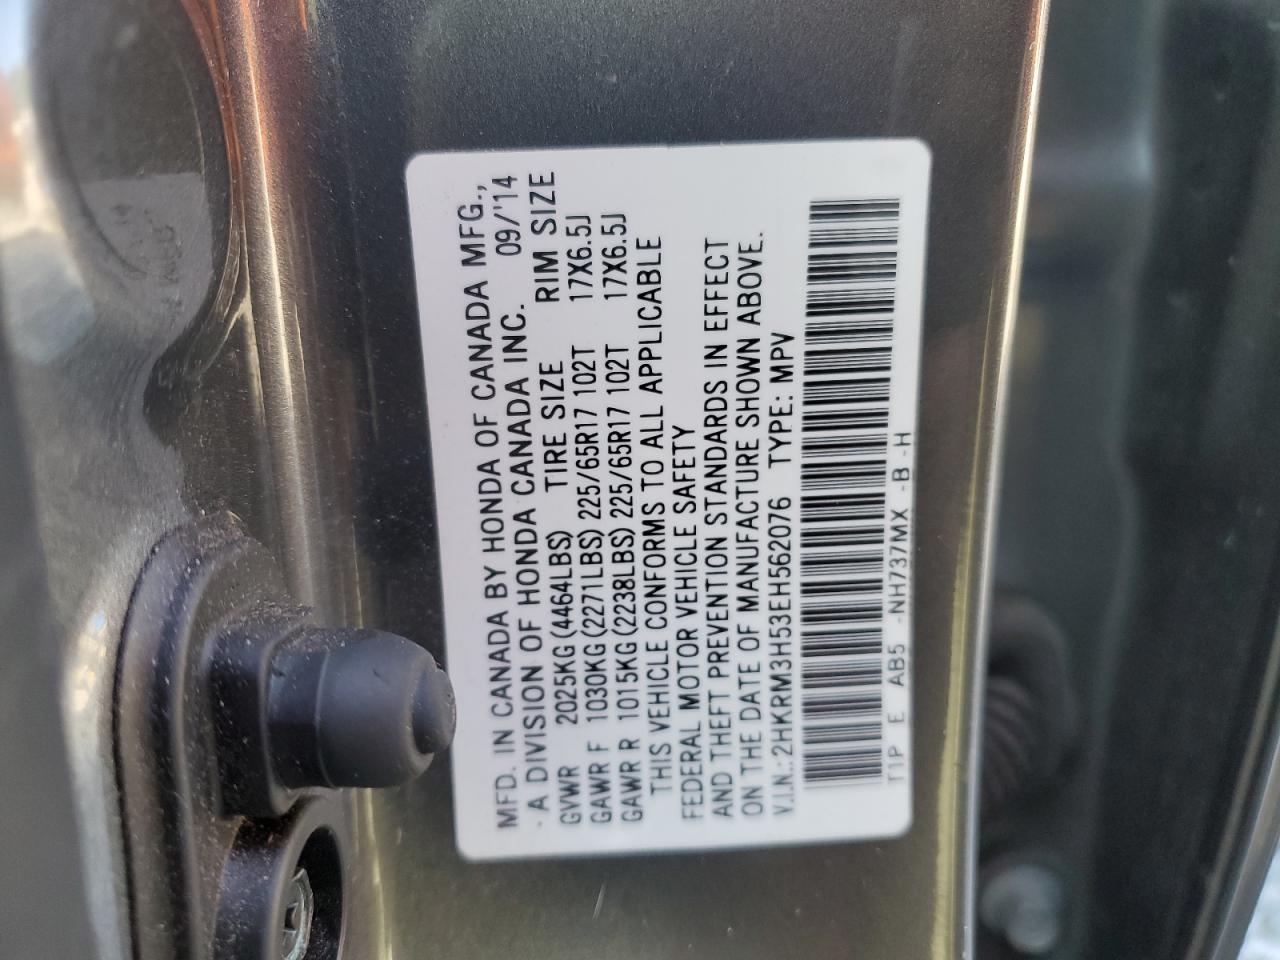 MFD. IN CANADA BY HONDA OF CANADA MFG.,
A DIVISION OF HONDA CANADA INC. 09/'14
GVWR 2025KG(4464LBS) TIRE SIZE RIM SIZE
GAWR F 1030KG(2271LBS) 225/65R17 102T 17X6.5J
GAWR R 1015KG(2238LBS) 225/65R17 102T 17X6.5J
THIS VEHICLE CONFORMS TO ALL APPLICABLE
FEDERAL MOTOR VEHICLE SAFETY
AND THEFT PREVENTION STANDARDS IN EFFECT
ON THE DATE OF MANUFACTURE SHOWN ABOVE.
V.I.N.: 2HKRM3H53EH562076 TYPE: MPV
T1P E AB5 -NH737MX -B -H